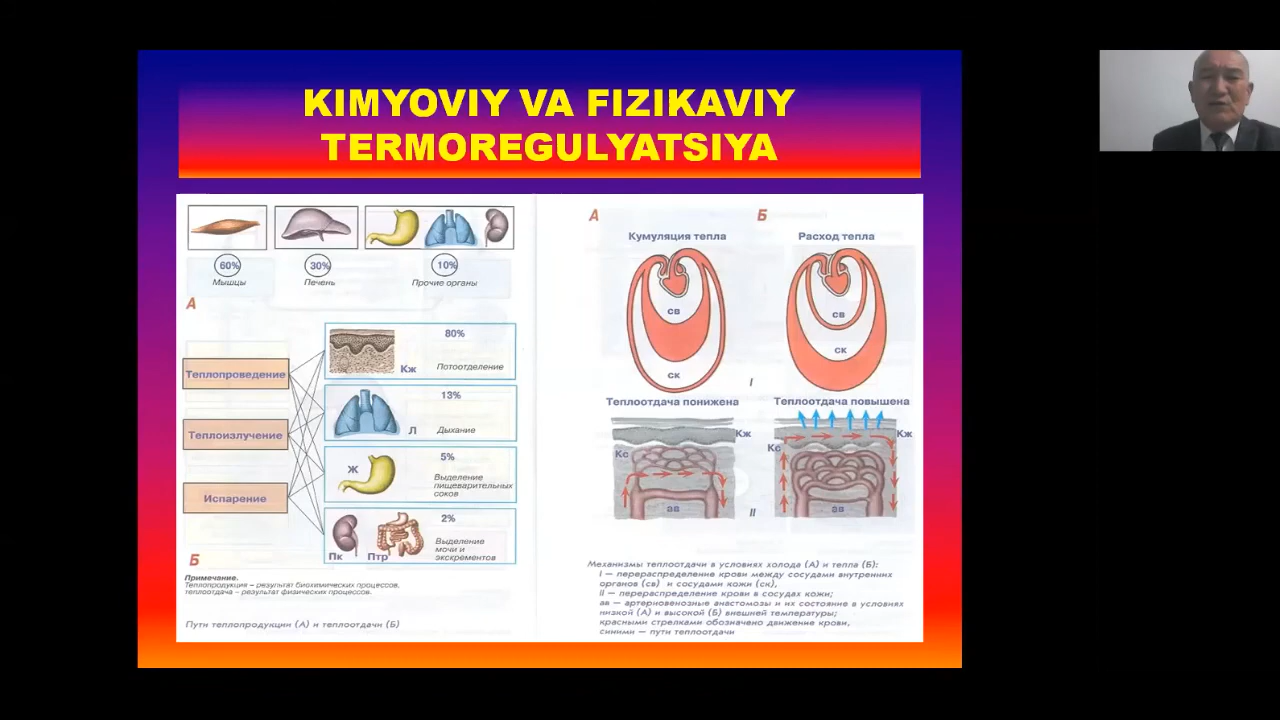 KIMYOVIY VA FIZIKAVIY
TERMOREGULYATSIYA
60%
30%
10%
Мышцы
Печень
Прочие органы
А
Теплопроведение
Теплоизлучение
Испарение
80%
Кж
Потоотделение
13%
Л
Дыхание
5%
Ж
Выделение
пищеварительных
соков
2%
Пк
Птр
Выделение
мочи и
экскрементов
Б
Примечание.
Теплопродукция – результат биохимических процессов,
теплоотдача – результат физических процессов.
Пути теплопродукции (А) и теплоотдачи (Б)
А
Б
Кумуляция тепла
Расход тепла
св
ск
св
ск
I
Теплоотдача понижена
Теплоотдача повышена
Кж
Кс
ав
Кж
Кс
ав
II
Механизмы теплоотдачи в условиях холода (А) и тепла (Б):
I — перераспределение крови между сосудами внутренних
органов (св) и сосудами кожи (ск),
II — перераспределение крови в сосудах кожи;
ав — артериовенозные анастомозы и их состояние в условиях
низкой (А) и высокой (Б) внешней температуры;
красными стрелками обозначено движение крови,
синими — пути теплоотдачи